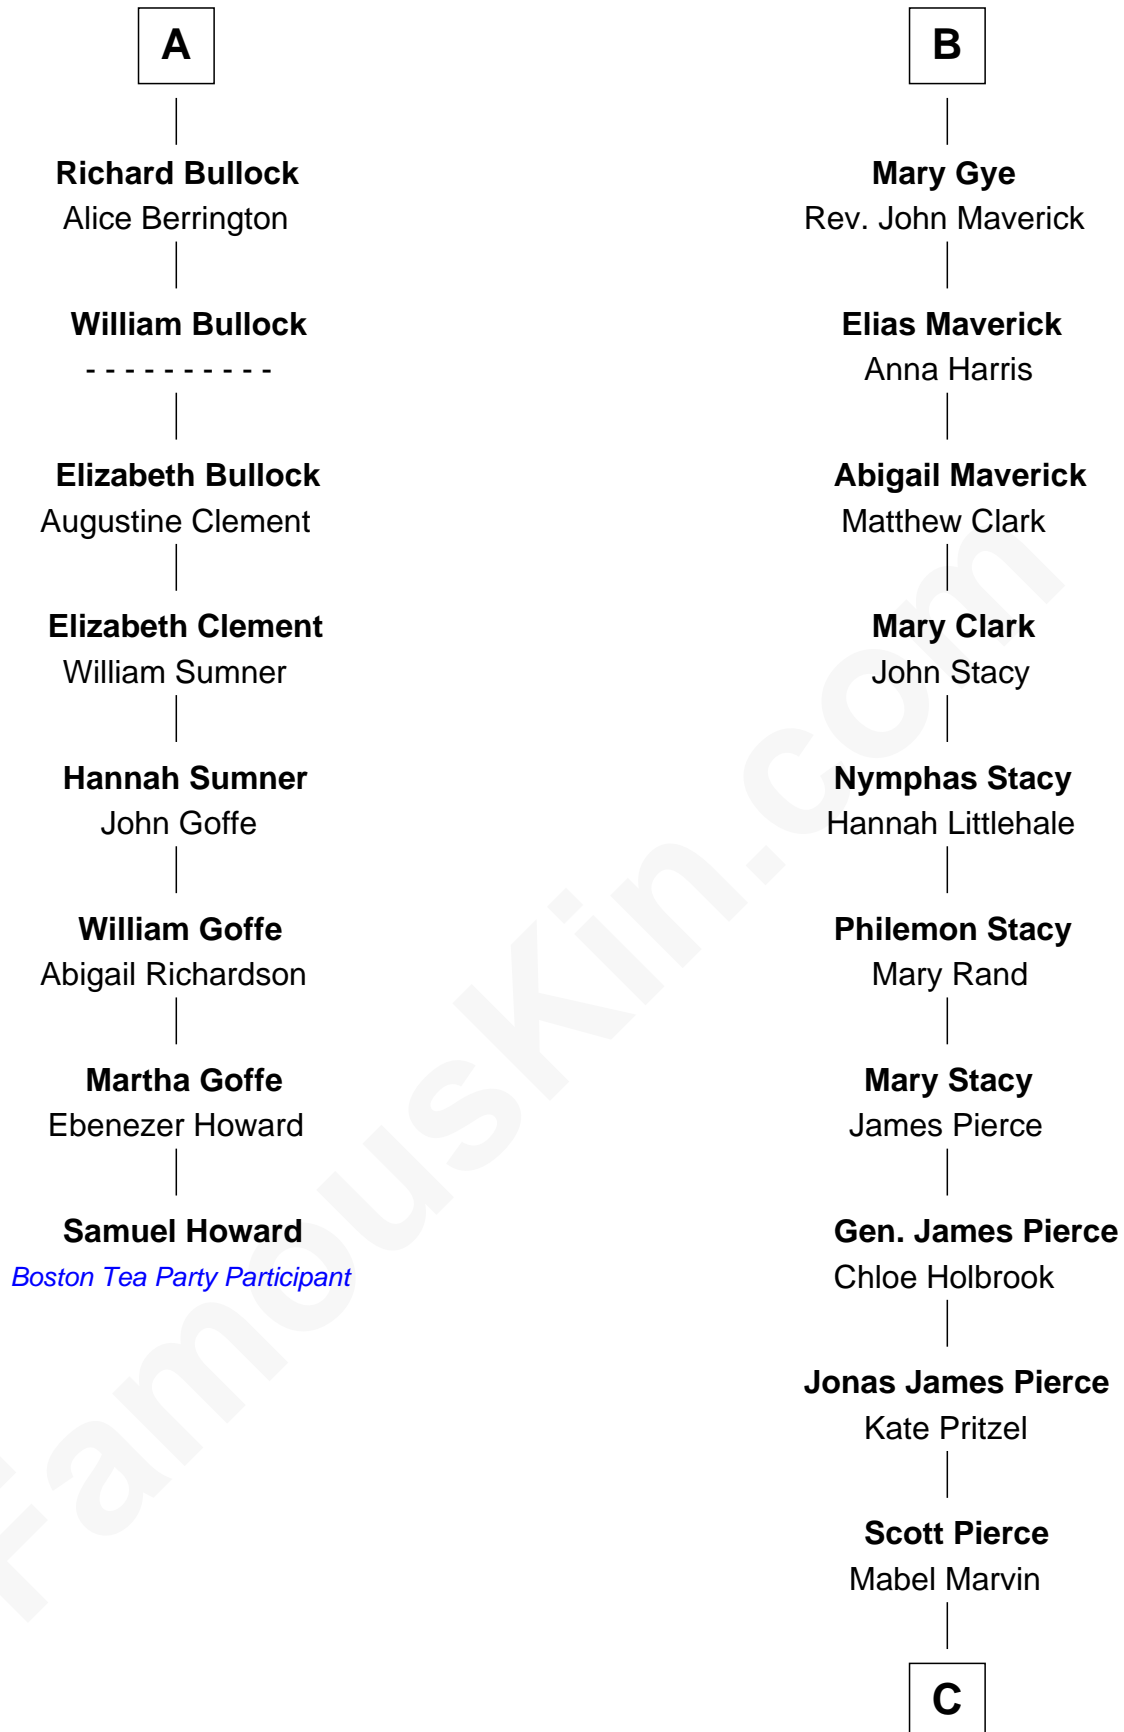 A
Richard Bullock
Alice Berrington
William Bullock
- - - - - - - - - -
Elizabeth Bullock
Augustine Clement
Elizabeth Clement
William Sumner
Hannah Sumner
John Goffe
William Goffe
Abigail Richardson
Martha Goffe
Ebenezer Howard
Samuel Howard
Boston Tea Party Participant
B
Mary Gye
Rev. John Maverick
Elias Maverick
Anna Harris
Abigail Maverick
Matthew Clark
Mary Clark
John Stacy
Nymphas Stacy
Hannah Littlehale
Philemon Stacy
Mary Rand
Mary Stacy
James Pierce
Gen. James Pierce
Chloe Holbrook
Jonas James Pierce
Kate Pritzel
Scott Pierce
Mabel Marvin
C
FamousKin.com